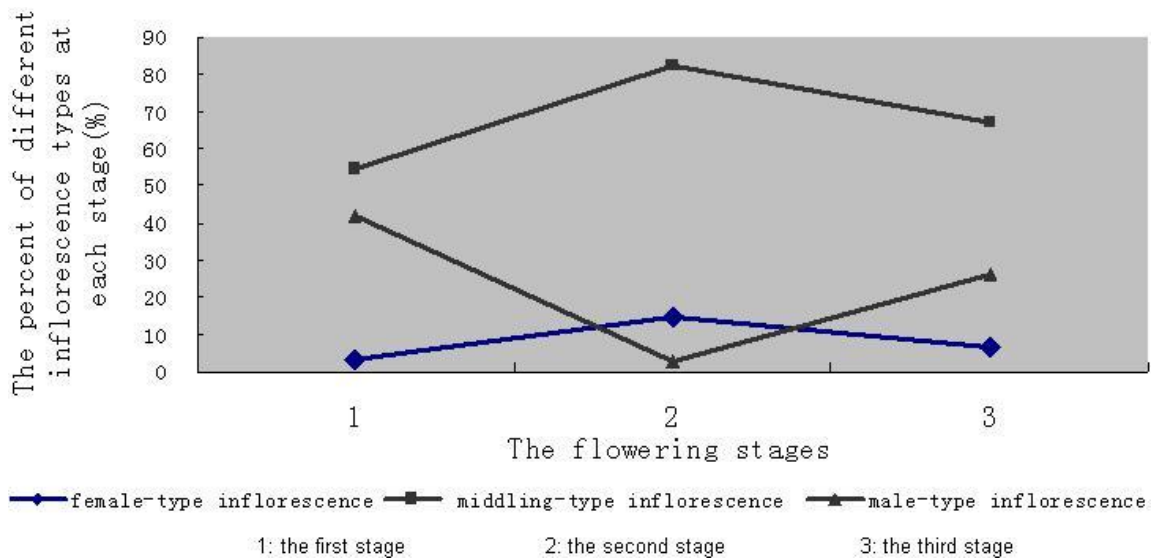 The percent of different
inflorescence types at
each stage(%)
90
80
70
60
50
40
30
20
10
0
1 2 3
The flowering stages
female-type inflorescence middling-type inflorescence male-type inflorescence
1: the first stage 2: the second stage 3: the third stage